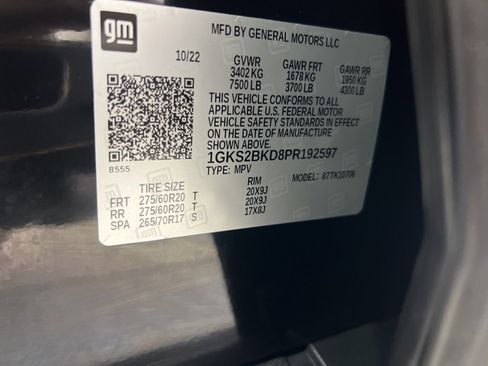 gm
MFD BY GENERAL MOTORS LLC
10/22 GVWR GAWR FRT GAWR RR
3402 KG 1678 KG 1950 KG
7500 LB 3700 LB 4300 LB
THIS VEHICLE CONFORMS TO ALL
APPLICABLE U.S. FEDERAL MOTOR
VEHICLE SAFETY STANDARDS IN
EFFECT ON THE DATE OF MANUFACTURE
SHOWN ABOVE.
1GKS2BKD8PR192597
8555 TYPE: MPV MODEL: 87TK10706
TIRE SIZE RIM
FRT 275/60R20 T 20X9J
RR 275/60R20 T 20X9J
SPA 265/70R17 S 17X8J